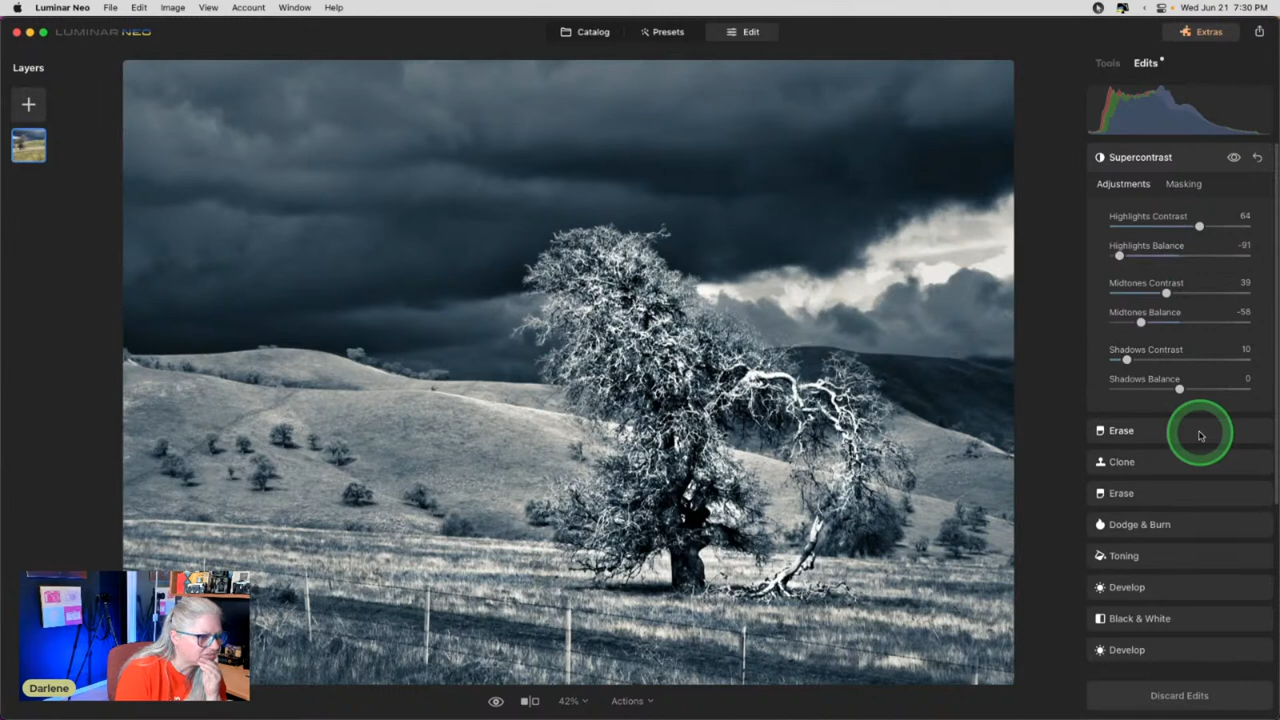 Luminar Neo File Edit Image View Account Window Help Wed Jun 21 7:30 PM
LUMINAR NEO Catalog Presets Edit Extras
Layers
Tools Edits
Supercontrast
Adjustments Masking
Highlights Contrast 64
Highlights Balance -91
Midtones Contrast 39
Midtones Balance -58
Shadows Contrast 10
Shadows Balance 0
Erase
Clone
Erase
Dodge & Burn
Toning
Develop
Black & White
Develop
Darlene
42% Actions
Discard Edits